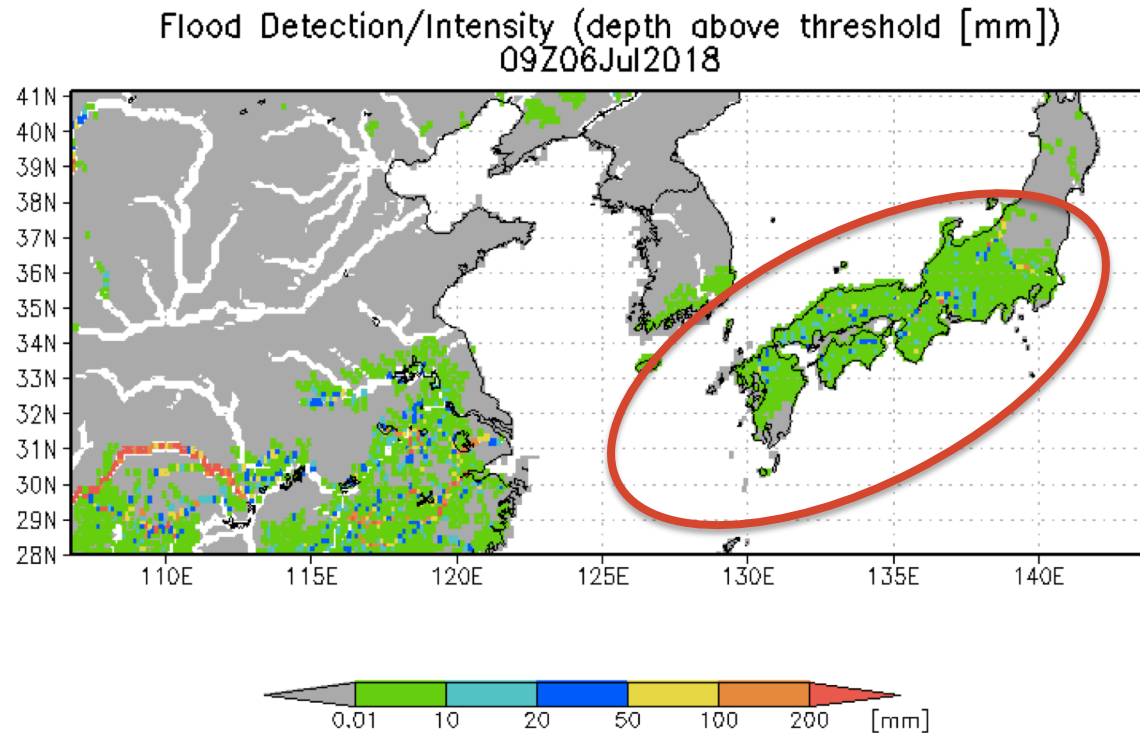 Flood Detection/Intensity (depth above threshold [mm])
09Z06Jul2018
41N
40N
39N
38N
37N
36N
35N
34N
33N
32N
31N
30N
29N
28N
110E 115E 120E 125E 130E 135E 140E
0.01 10 20 50 100 200 [mm]